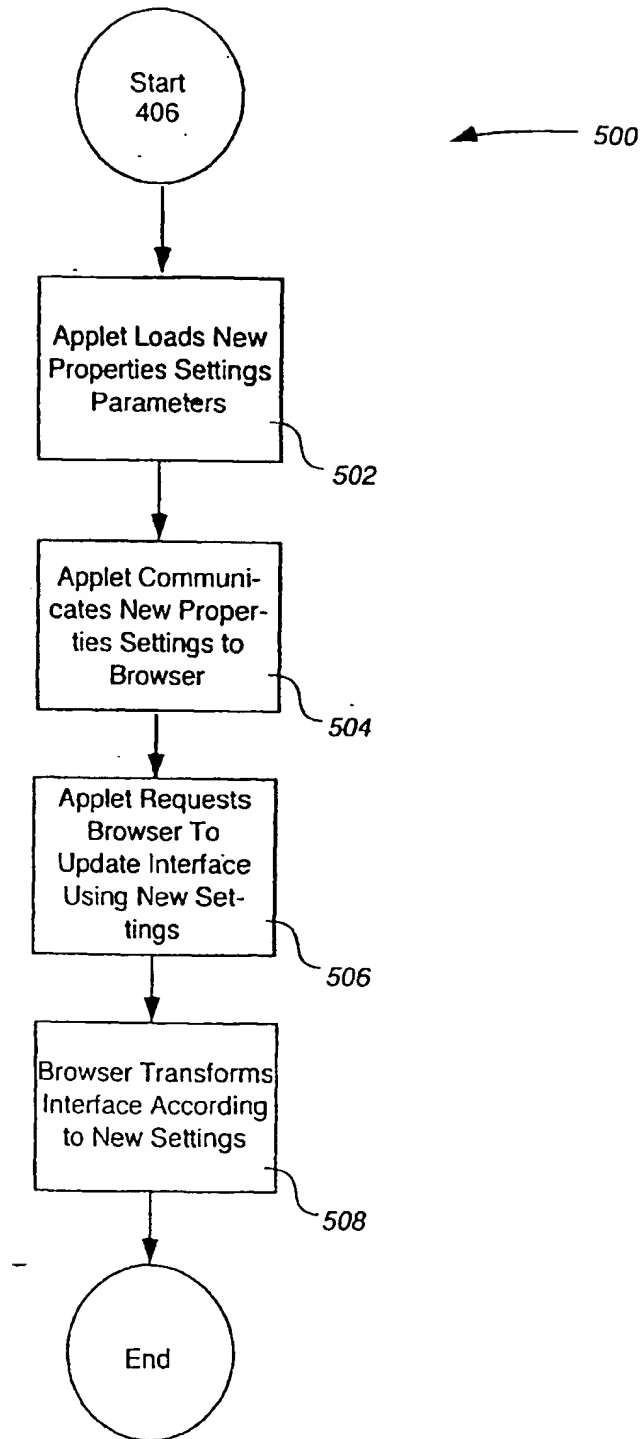 Start
406
500
Applet Loads New
Properties Settings
Parameters
502
Applet Communi-
cates New Proper-
ties Settings to
Browser
504
Applet Requests
Browser To
Update Interface
Using New Set-
tings
506
Browser Transforms
Interface According
to New Settings
508
End